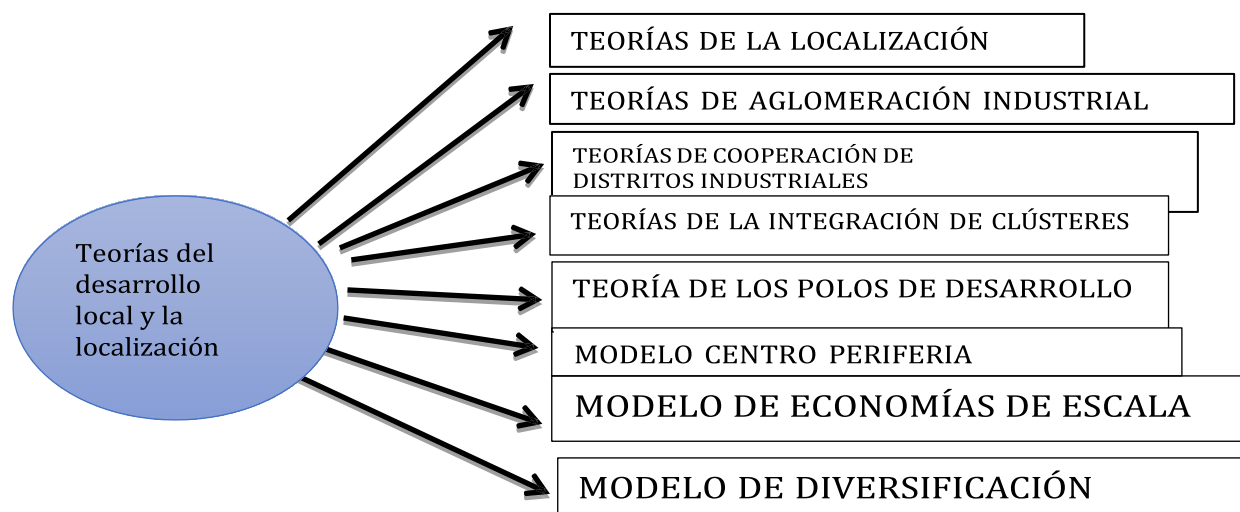 TEORÍAS DE LA LOCALIZACIÓN
TEORÍAS DE AGLOMERACIÓN INDUSTRIAL
TEORÍAS DE COOPERACIÓN DE
DISTRITOS INDUSTRIALES
TEORÍAS DE LA INTEGRACIÓN DE CLÚSTERES
Teorías del
desarrollo
local y la
localización
TEORÍA DE LOS POLOS DE DESARROLLO
MODELO CENTRO PERIFERIA
MODELO DE ECONOMÍAS DE ESCALA
MODELO DE DIVERSIFICACIÓN